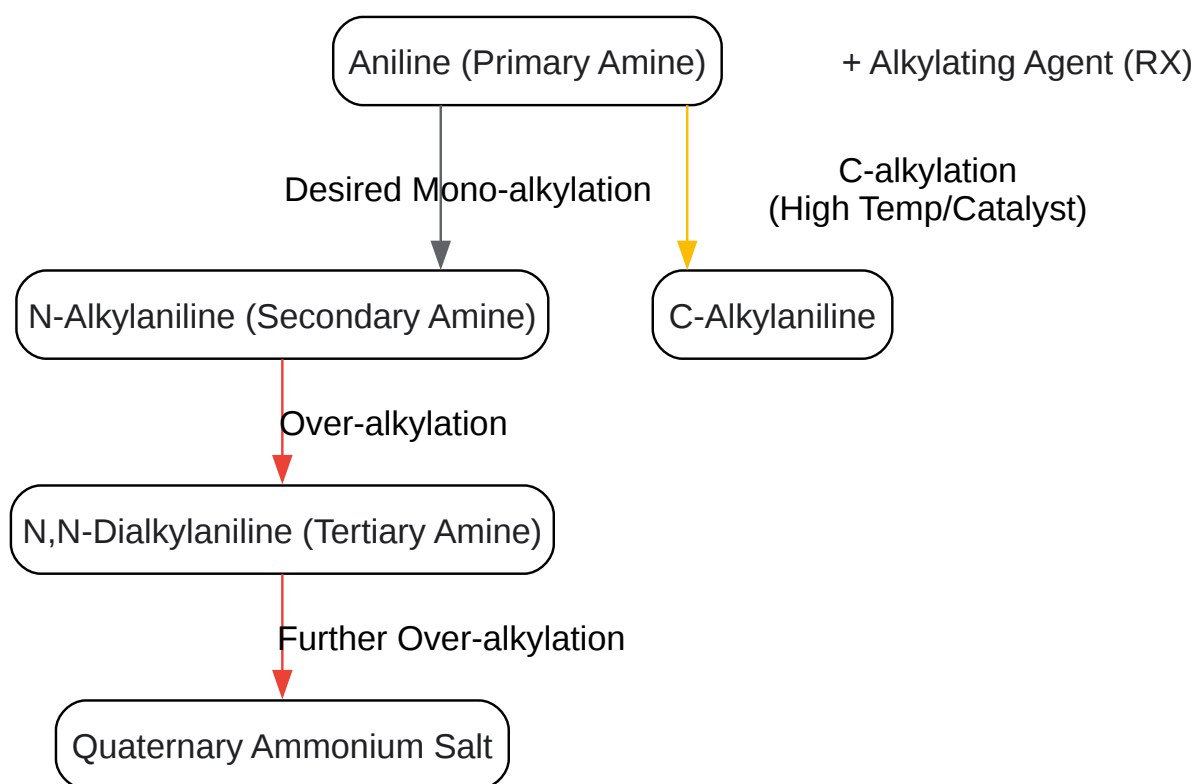 Aniline (Primary Amine)
+ Alkylating Agent (RX)
Desired Mono-alkylation
C-alkylation
(High Temp/Catalyst)
N-Alkylaniline (Secondary Amine)
C-Alkylaniline
Over-alkylation
N,N-Dialkylaniline (Tertiary Amine)
Further Over-alkylation
Quaternary Ammonium Salt